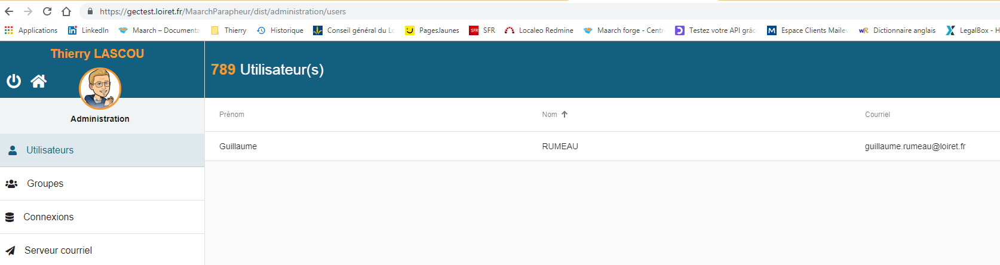 https://gectest.loiret.fr/MaarchParapheur/dist/administration/users
Applications LinkedIn Maarch – Documenta Thierry Historique Conseil général du Lo PagesJaunes SFR Localeo Redmine Maarch forge - Centr Testez votre API grâc Espace Clients Mailev Dictionnaire anglais LegalBox - H
Thierry LASCOU
789 Utilisateur(s)
Administration
Prénom Nom Courriel
Utilisateurs
Guillaume RUMEAU guillaume.rumeau@loiret.fr
Groupes
Connexions
Serveur courriel